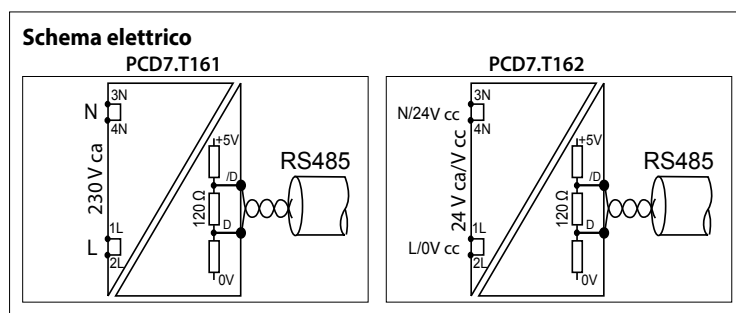 Schema elettrico
PCD7.T161
3N
N
4N
230 V ca
1L
L
2L
+5V
/D
120 Ω
D
0V
RS485
PCD7.T162
3N
N/24V cc
4N
24 V ca/V cc
1L
L/0V cc
2L
+5V
/D
120 Ω
D
0V
RS485